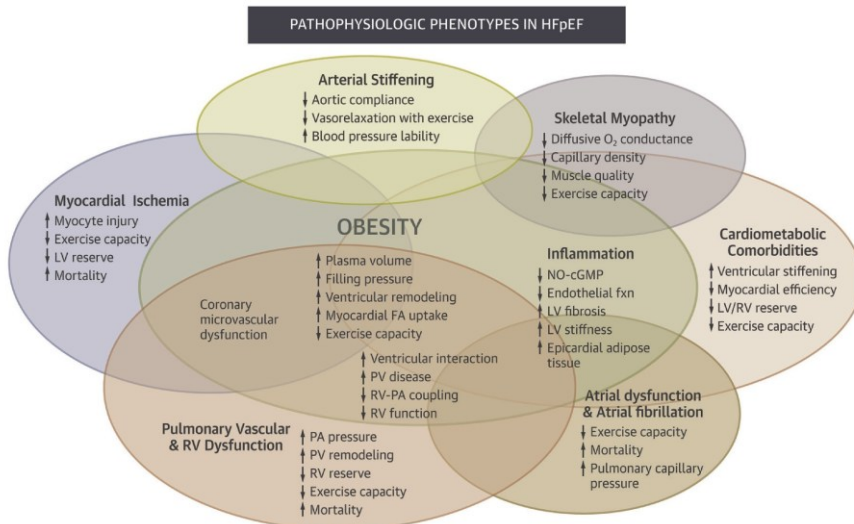 PATHOPHYSIOLOGIC PHENOTYPES IN HFpEF
Arterial Stiffening
↓ Aortic compliance
↓ Vasorelaxation with exercise
↑ Blood pressure lability
Skeletal Myopathy
↓ Diffusive O₂ conductance
↓ Capillary density
↓ Muscle quality
↓ Exercise capacity
Myocardial Ischemia
↑ Myocyte injury
↓ Exercise capacity
↓ LV reserve
↑ Mortality
OBESITY
↑ Plasma volume
↑ Filling pressure
↑ Ventricular remodeling
↑ Myocardial FA uptake
↓ Exercise capacity
Coronary
microvascular
dysfunction
↑ Ventricular interaction
↑ PV disease
↓ RV-PA coupling
↓ RV function
Inflammation
↓ NO-cGMP
↓ Endothelial fxn
↑ LV fibrosis
↑ LV stiffness
↑ Epicardial adipose
tissue
Cardiometabolic
Comorbidities
↑ Ventricular stiffening
↓ Myocardial efficiency
↓ LV/RV reserve
↓ Exercise capacity
Pulmonary Vascular
& RV Dysfunction
↑ PA pressure
↑ PV remodeling
↓ RV reserve
↓ Exercise capacity
↑ Mortality
Atrial dysfunction
& Atrial fibrillation
↓ Exercise capacity
↑ Mortality
↑ Pulmonary capillary
pressure